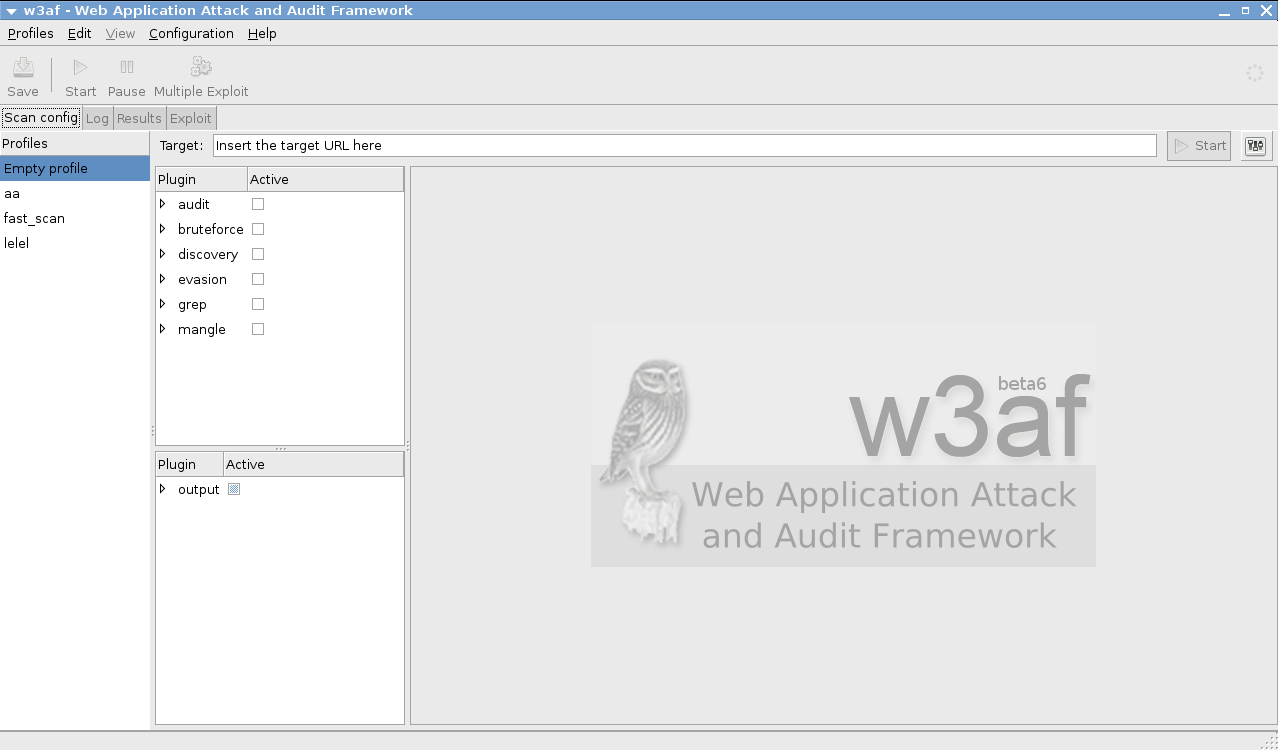 w3af - Web Application Attack and Audit Framework
Profiles Edit View Configuration Help
Save Start Pause Multiple Exploit
Scan config Log Results Exploit
Profiles
Empty profile
aa
fast_scan
lelel
Target: Insert the target URL here Start
Plugin Active
audit
bruteforce
discovery
evasion
grep
mangle
Plugin Active
output
beta6
w3af
Web Application Attack
and Audit Framework